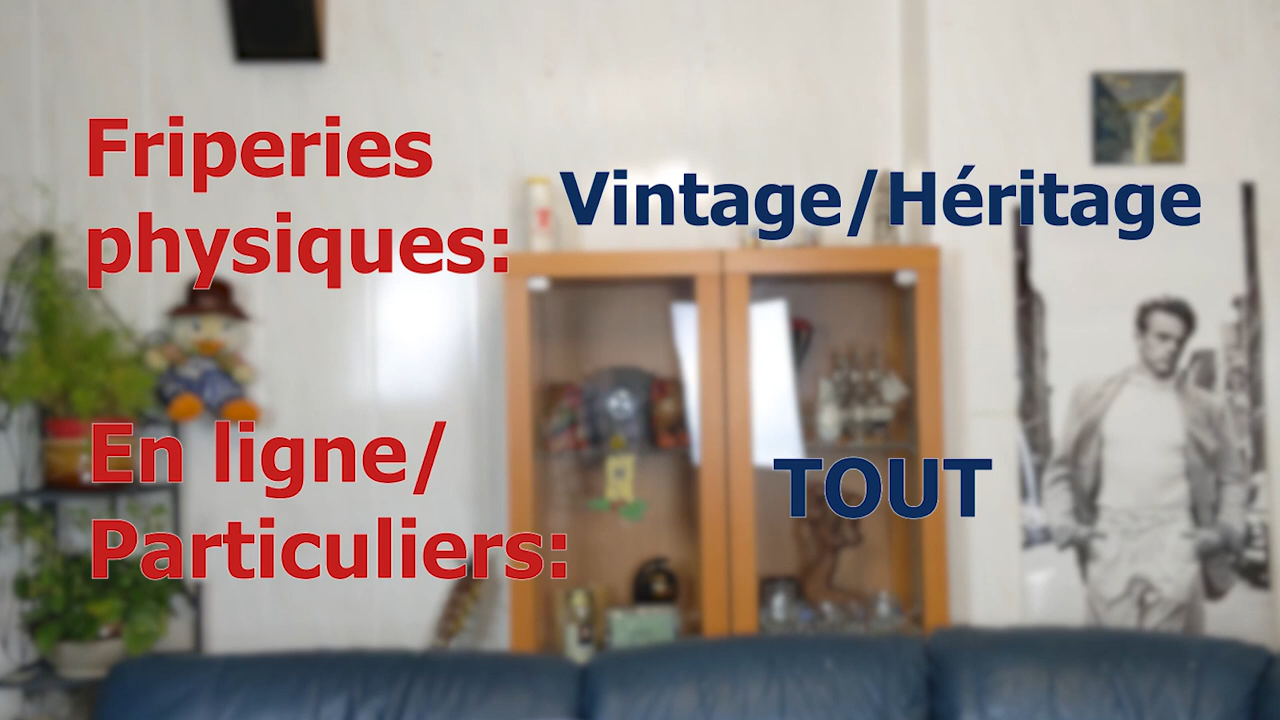 Friperies
physiques:
Vintage/Héritage
En ligne/
Particuliers:
TOUT